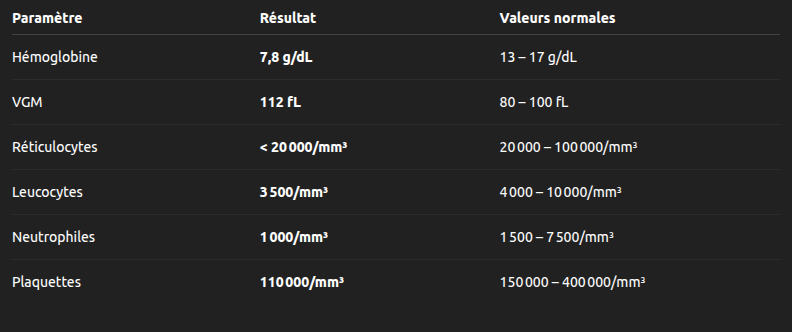 Paramètre Résultat Valeurs normales
Hémoglobine 7,8 g/dL 13 – 17 g/dL
VGM 112 fL 80 – 100 fL
Réticulocytes < 20 000/mm³ 20 000 – 100 000/mm³
Leucocytes 3 500/mm³ 4 000 – 10 000/mm³
Neutrophiles 1 000/mm³ 1 500 – 7 500/mm³
Plaquettes 110 000/mm³ 150 000 – 400 000/mm³